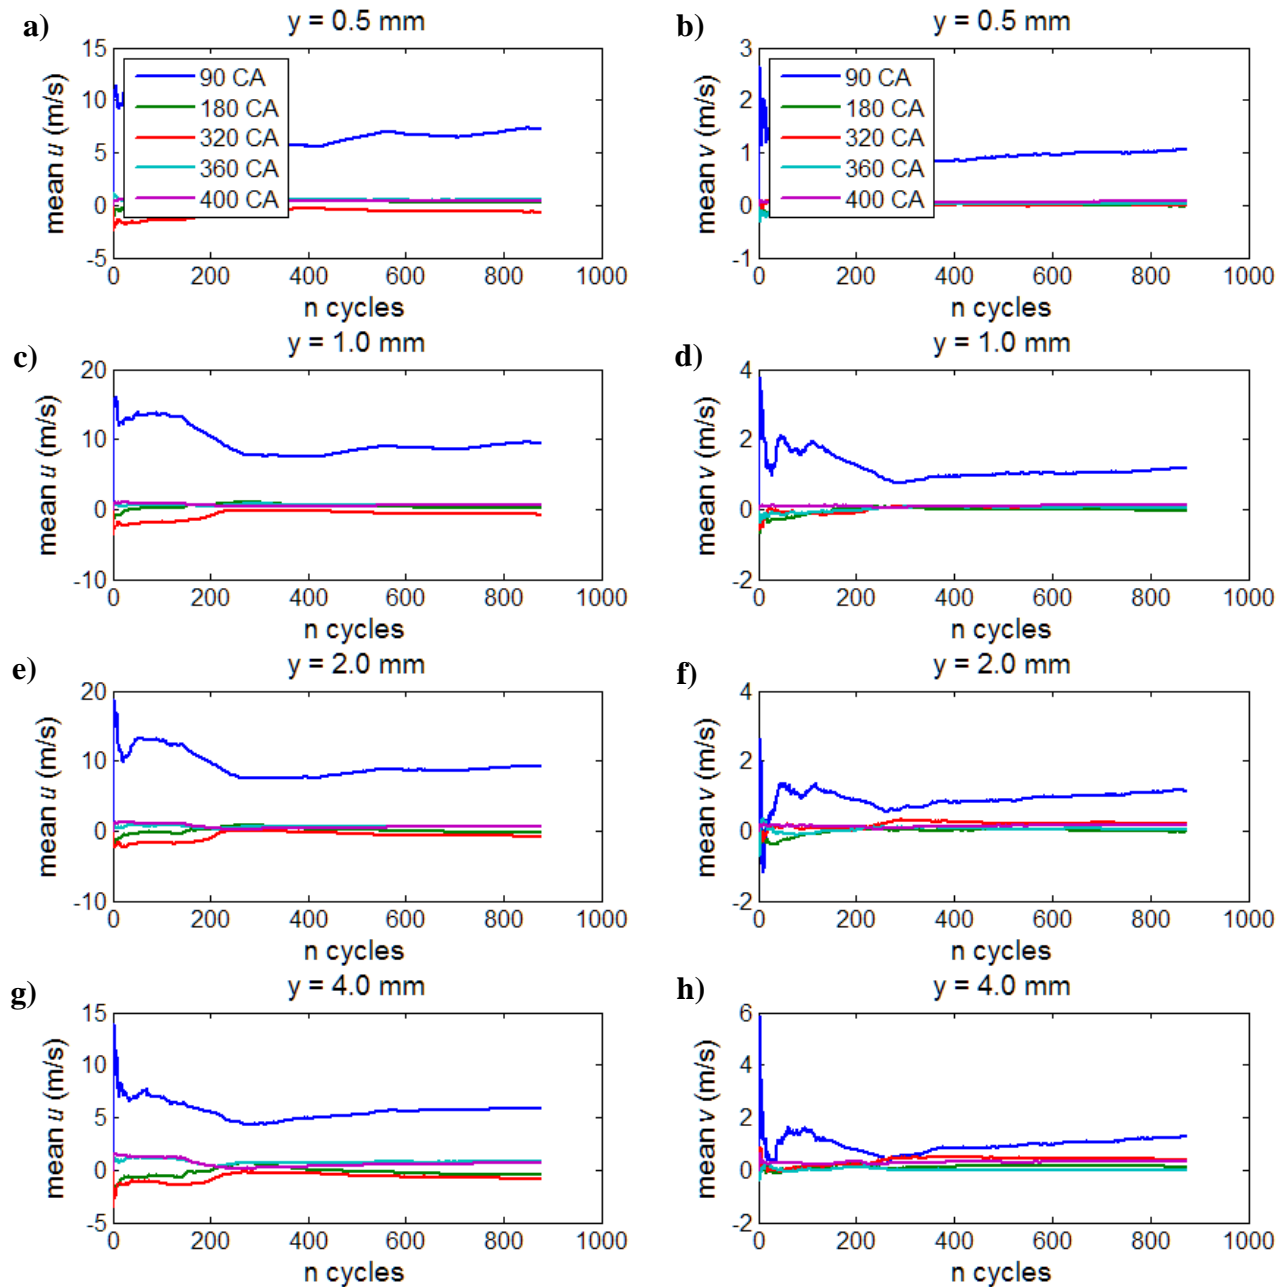 a)
y = 0.5 mm
mean u (m/s)
15
10
5
0
-5
90 CA
180 CA
320 CA
360 CA
400 CA
0 200 400 600 800 1000
n cycles
b)
y = 0.5 mm
mean v (m/s)
3
2
1
0
-1
90 CA
180 CA
320 CA
360 CA
400 CA
0 200 400 600 800 1000
n cycles
c)
y = 1.0 mm
mean u (m/s)
20
10
0
-10
0 200 400 600 800 1000
n cycles
d)
y = 1.0 mm
mean v (m/s)
4
2
0
-2
0 200 400 600 800 1000
n cycles
e)
y = 2.0 mm
mean u (m/s)
20
10
0
-10
0 200 400 600 800 1000
n cycles
f)
y = 2.0 mm
mean v (m/s)
4
2
0
-2
0 200 400 600 800 1000
n cycles
g)
y = 4.0 mm
mean u (m/s)
15
10
5
0
-5
0 200 400 600 800 1000
n cycles
h)
y = 4.0 mm
mean v (m/s)
6
4
2
0
-2
0 200 400 600 800 1000
n cycles